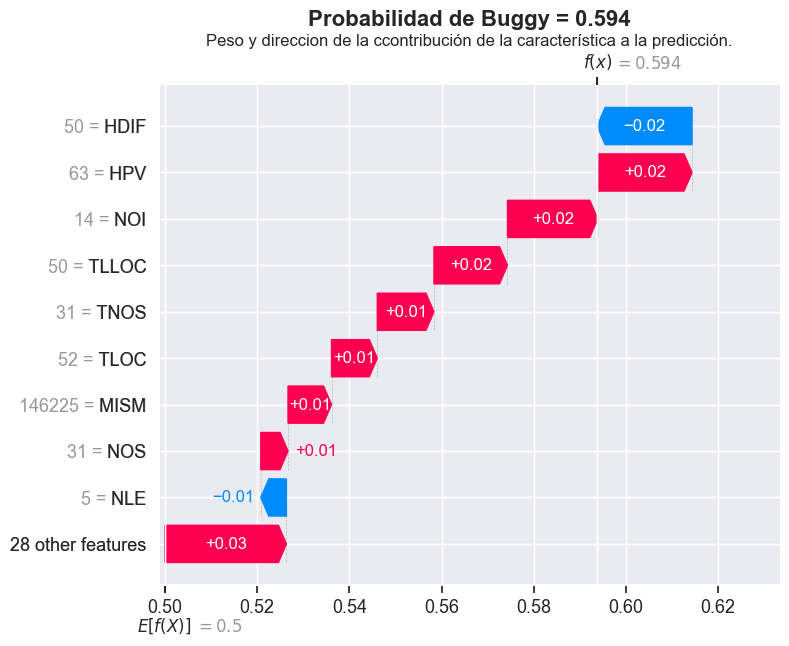 Probabilidad de Buggy = 0.594
Peso y direccion de la ccontribución de la característica a la predicción.
f(x) = 0.594
50 = HDIF −0.02
63 = HPV +0.02
14 = NOI +0.02
50 = TLLOC +0.02
31 = TNOS +0.01
52 = TLOC +0.01
146225 = MISM +0.01
31 = NOS +0.01
5 = NLE −0.01
28 other features +0.03
0.50 0.52 0.54 0.56 0.58 0.60 0.62
E[f(X)] = 0.5